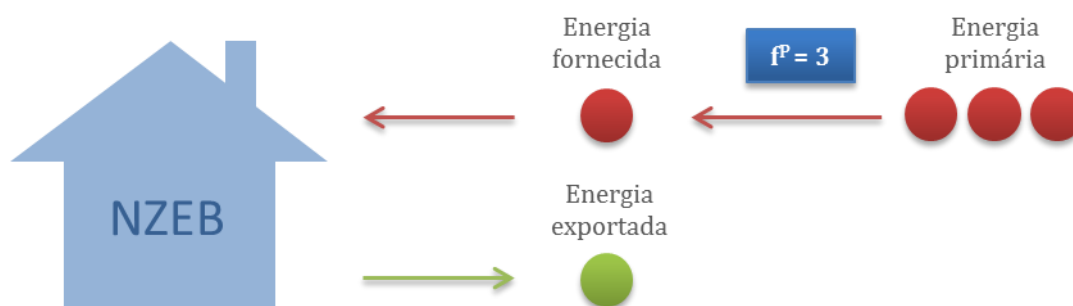 Energia
fornecida
fᴾ = 3
Energia
primária
NZEB
Energia
exportada